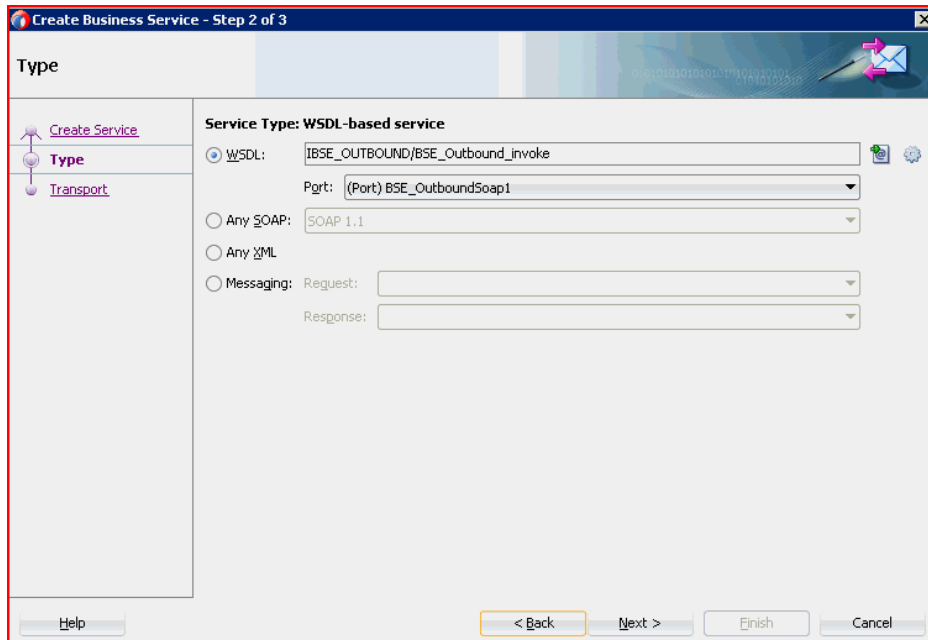 Create Business Service - Step 2 of 3
Type
Create Service
Type
Transport
Service Type: WSDL-based service
WSDL: IBSE_OUTBOUND/BSE_Outbound_invoke
Port: (Port) BSE_OutboundSoap1
Any SOAP: SOAP 1.1
Any XML
Messaging: Request:
Response:
Help < Back Next > Finish Cancel